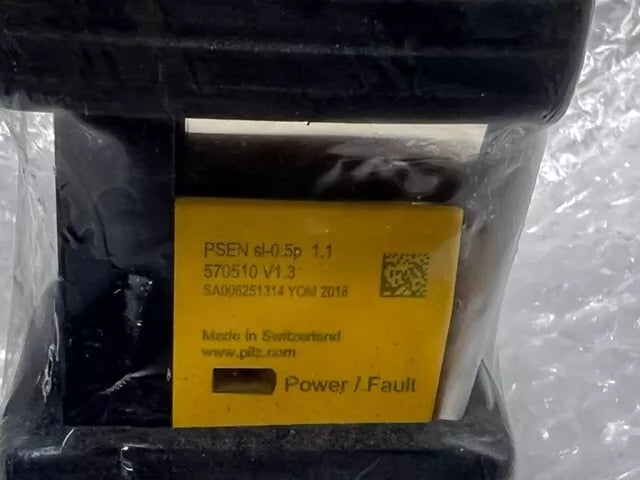 PSEN sl-0.5p 1.1
570510 V1.3
SA006251314 YOM 2018
Made in Switzerland
www.pilz.com
Power / Fault